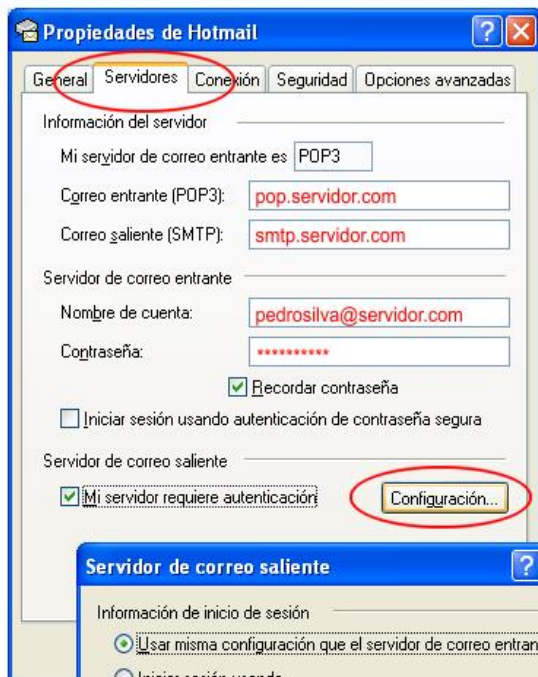 Propiedades de Hotmail
General Servidores Conexión Seguridad Opciones avanzadas
Información del servidor
Mi servidor de correo entrante es POP3
Correo entrante (POP3): pop.servidor.com
Correo saliente (SMTP): smtp.servidor.com
Servidor de correo entrante
Nombre de cuenta: pedrosilva@servidor.com
Contraseña: **********
Recordar contraseña
Iniciar sesión usando autenticación de contraseña segura
Servidor de correo saliente
Mi servidor requiere autenticación Configuración...
Servidor de correo saliente
Información de inicio de sesión
Usar misma configuración que el servidor de correo entran
Iniciar sesión usando